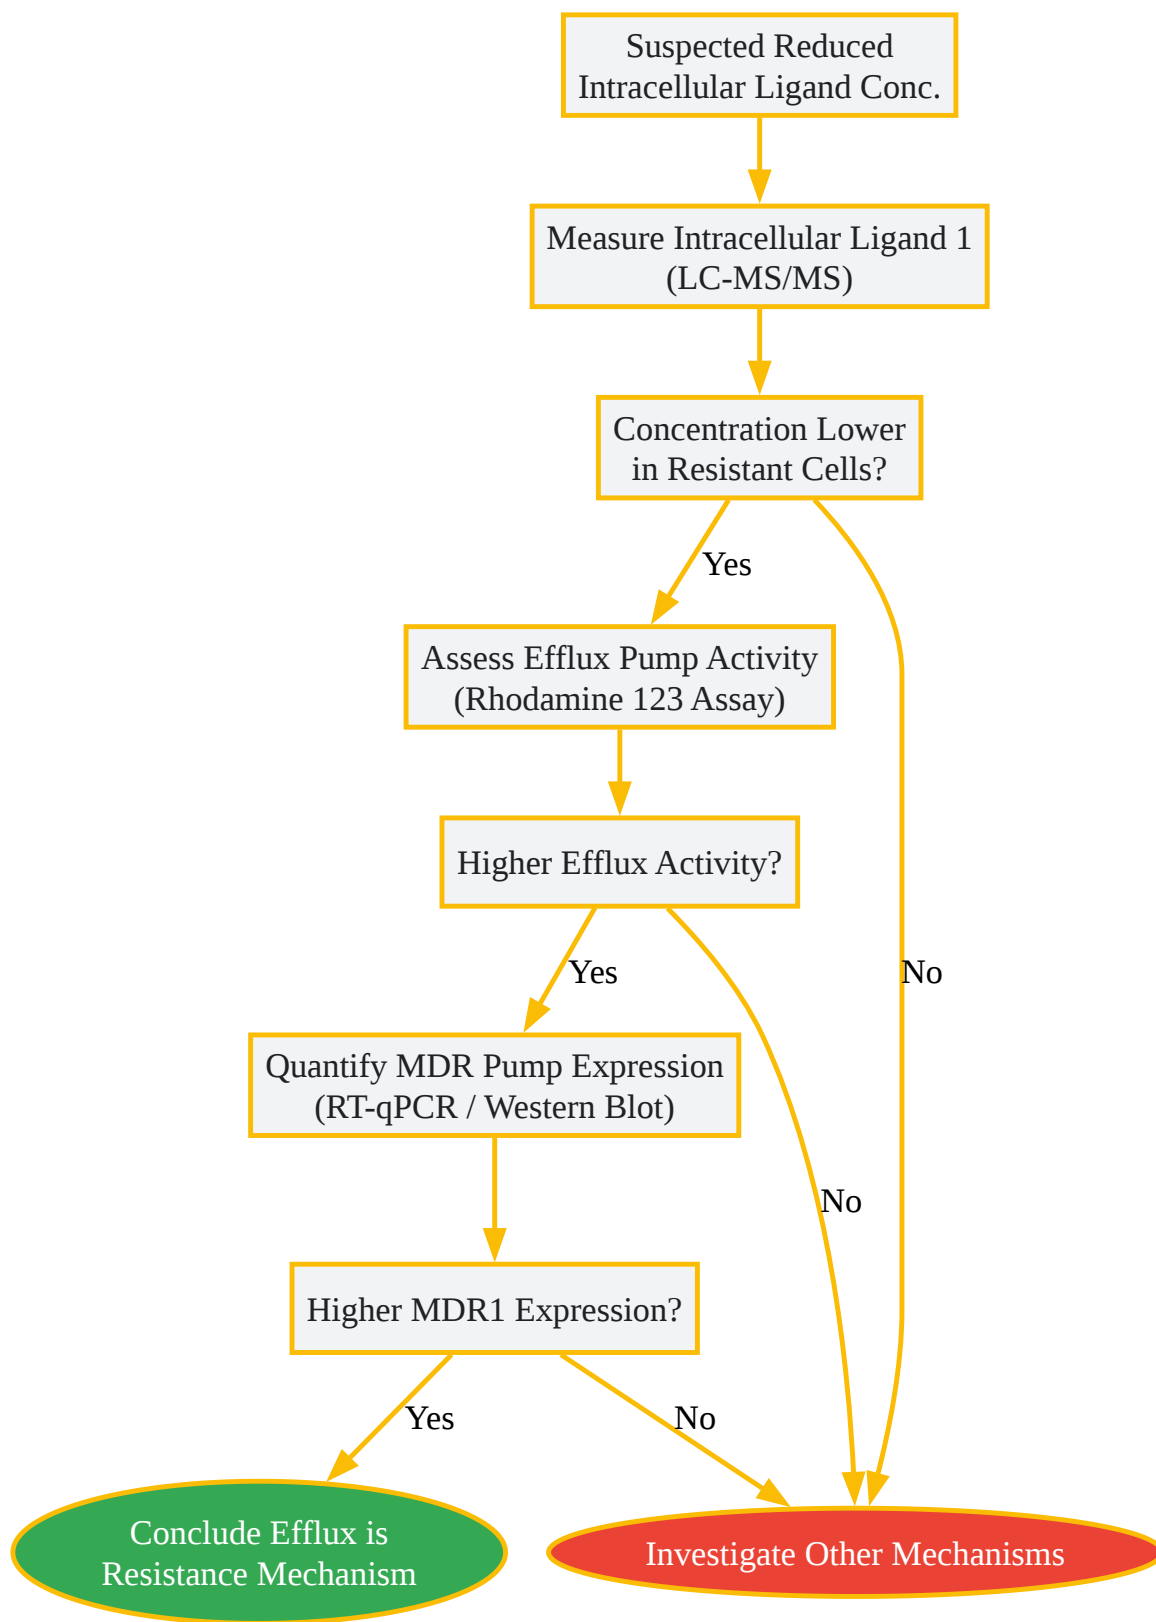 Suspected Reduced
Intracellular Ligand Conc.
Measure Intracellular Ligand 1
(LC-MS/MS)
Concentration Lower
in Resistant Cells?
Yes
Assess Efflux Pump Activity
(Rhodamine 123 Assay)
Higher Efflux Activity?
Yes
No
Quantify MDR Pump Expression
(RT-qPCR / Western Blot)
No
Higher MDR1 Expression?
Yes
No
Conclude Efflux is
Resistance Mechanism
Investigate Other Mechanisms